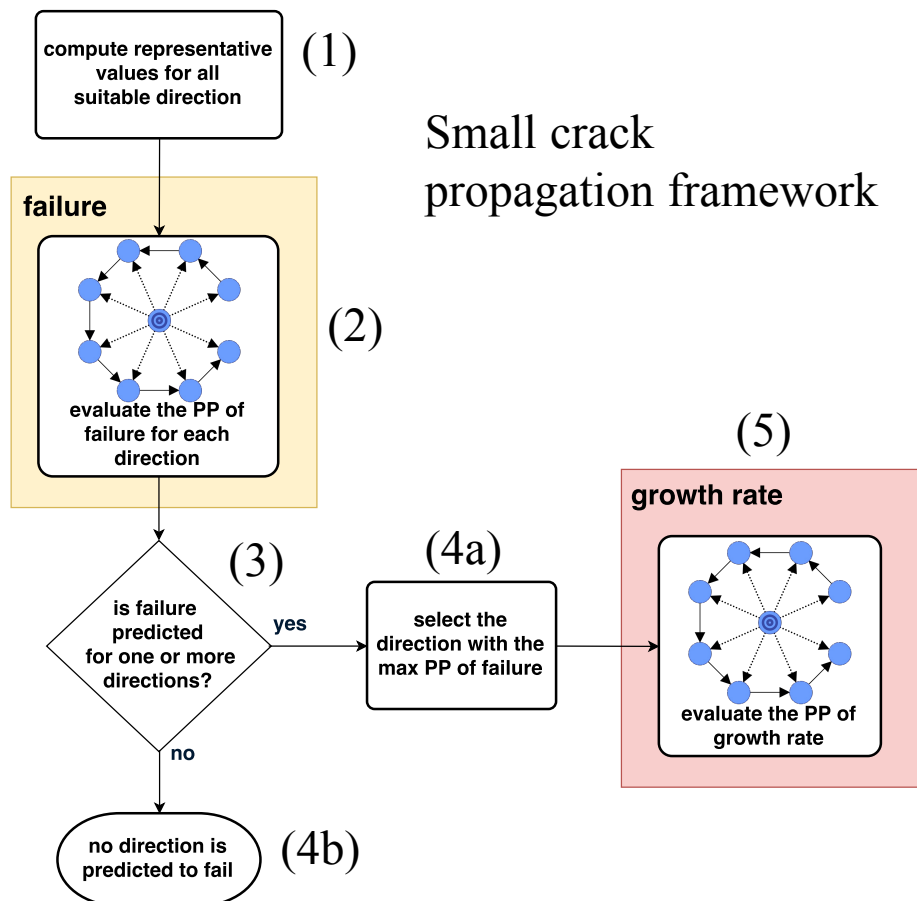 compute representative
values for all
suitable direction
(1)
Small crack
propagation framework
failure
evaluate the PP of
failure for each
direction
(2)
is failure
predicted
for one or more
directions?
(3)
yes
no
select the
direction with the
max PP of failure
(4a)
no direction is
predicted to fail
(4b)
(5)
growth rate
evaluate the PP of
growth rate